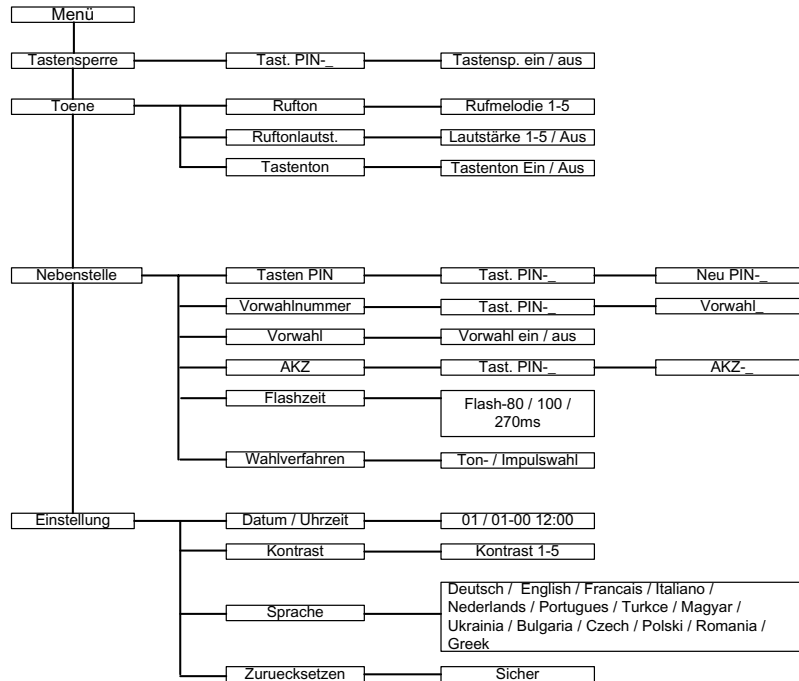 Menü
Tastensperre
Tast. PIN-_
Tastensp. ein / aus
Toene
Rufton
Rufmelodie 1-5
Ruftonlautst.
Lautstärke 1-5 / Aus
Tastenton
Tastenton Ein / Aus
Nebenstelle
Tasten PIN
Tast. PIN-_
Neu PIN-_
Vorwahlnummer
Tast. PIN-_
Vorwahl_
Vorwahl
Vorwahl ein / aus
AKZ
Tast. PIN-_
AKZ-_
Flashzeit
Flash-80 / 100 /
270ms
Wahlverfahren
Ton- / Impulswahl
Einstellung
Datum / Uhrzeit
01 / 01-00 12:00
Kontrast
Kontrast 1-5
Sprache
Deutsch / English / Francais / Italiano /
Nederlands / Portugues / Turkce / Magyar /
Ukrainia / Bulgaria / Czech / Polski / Romania /
Greek
Zuruecksetzen
Sicher